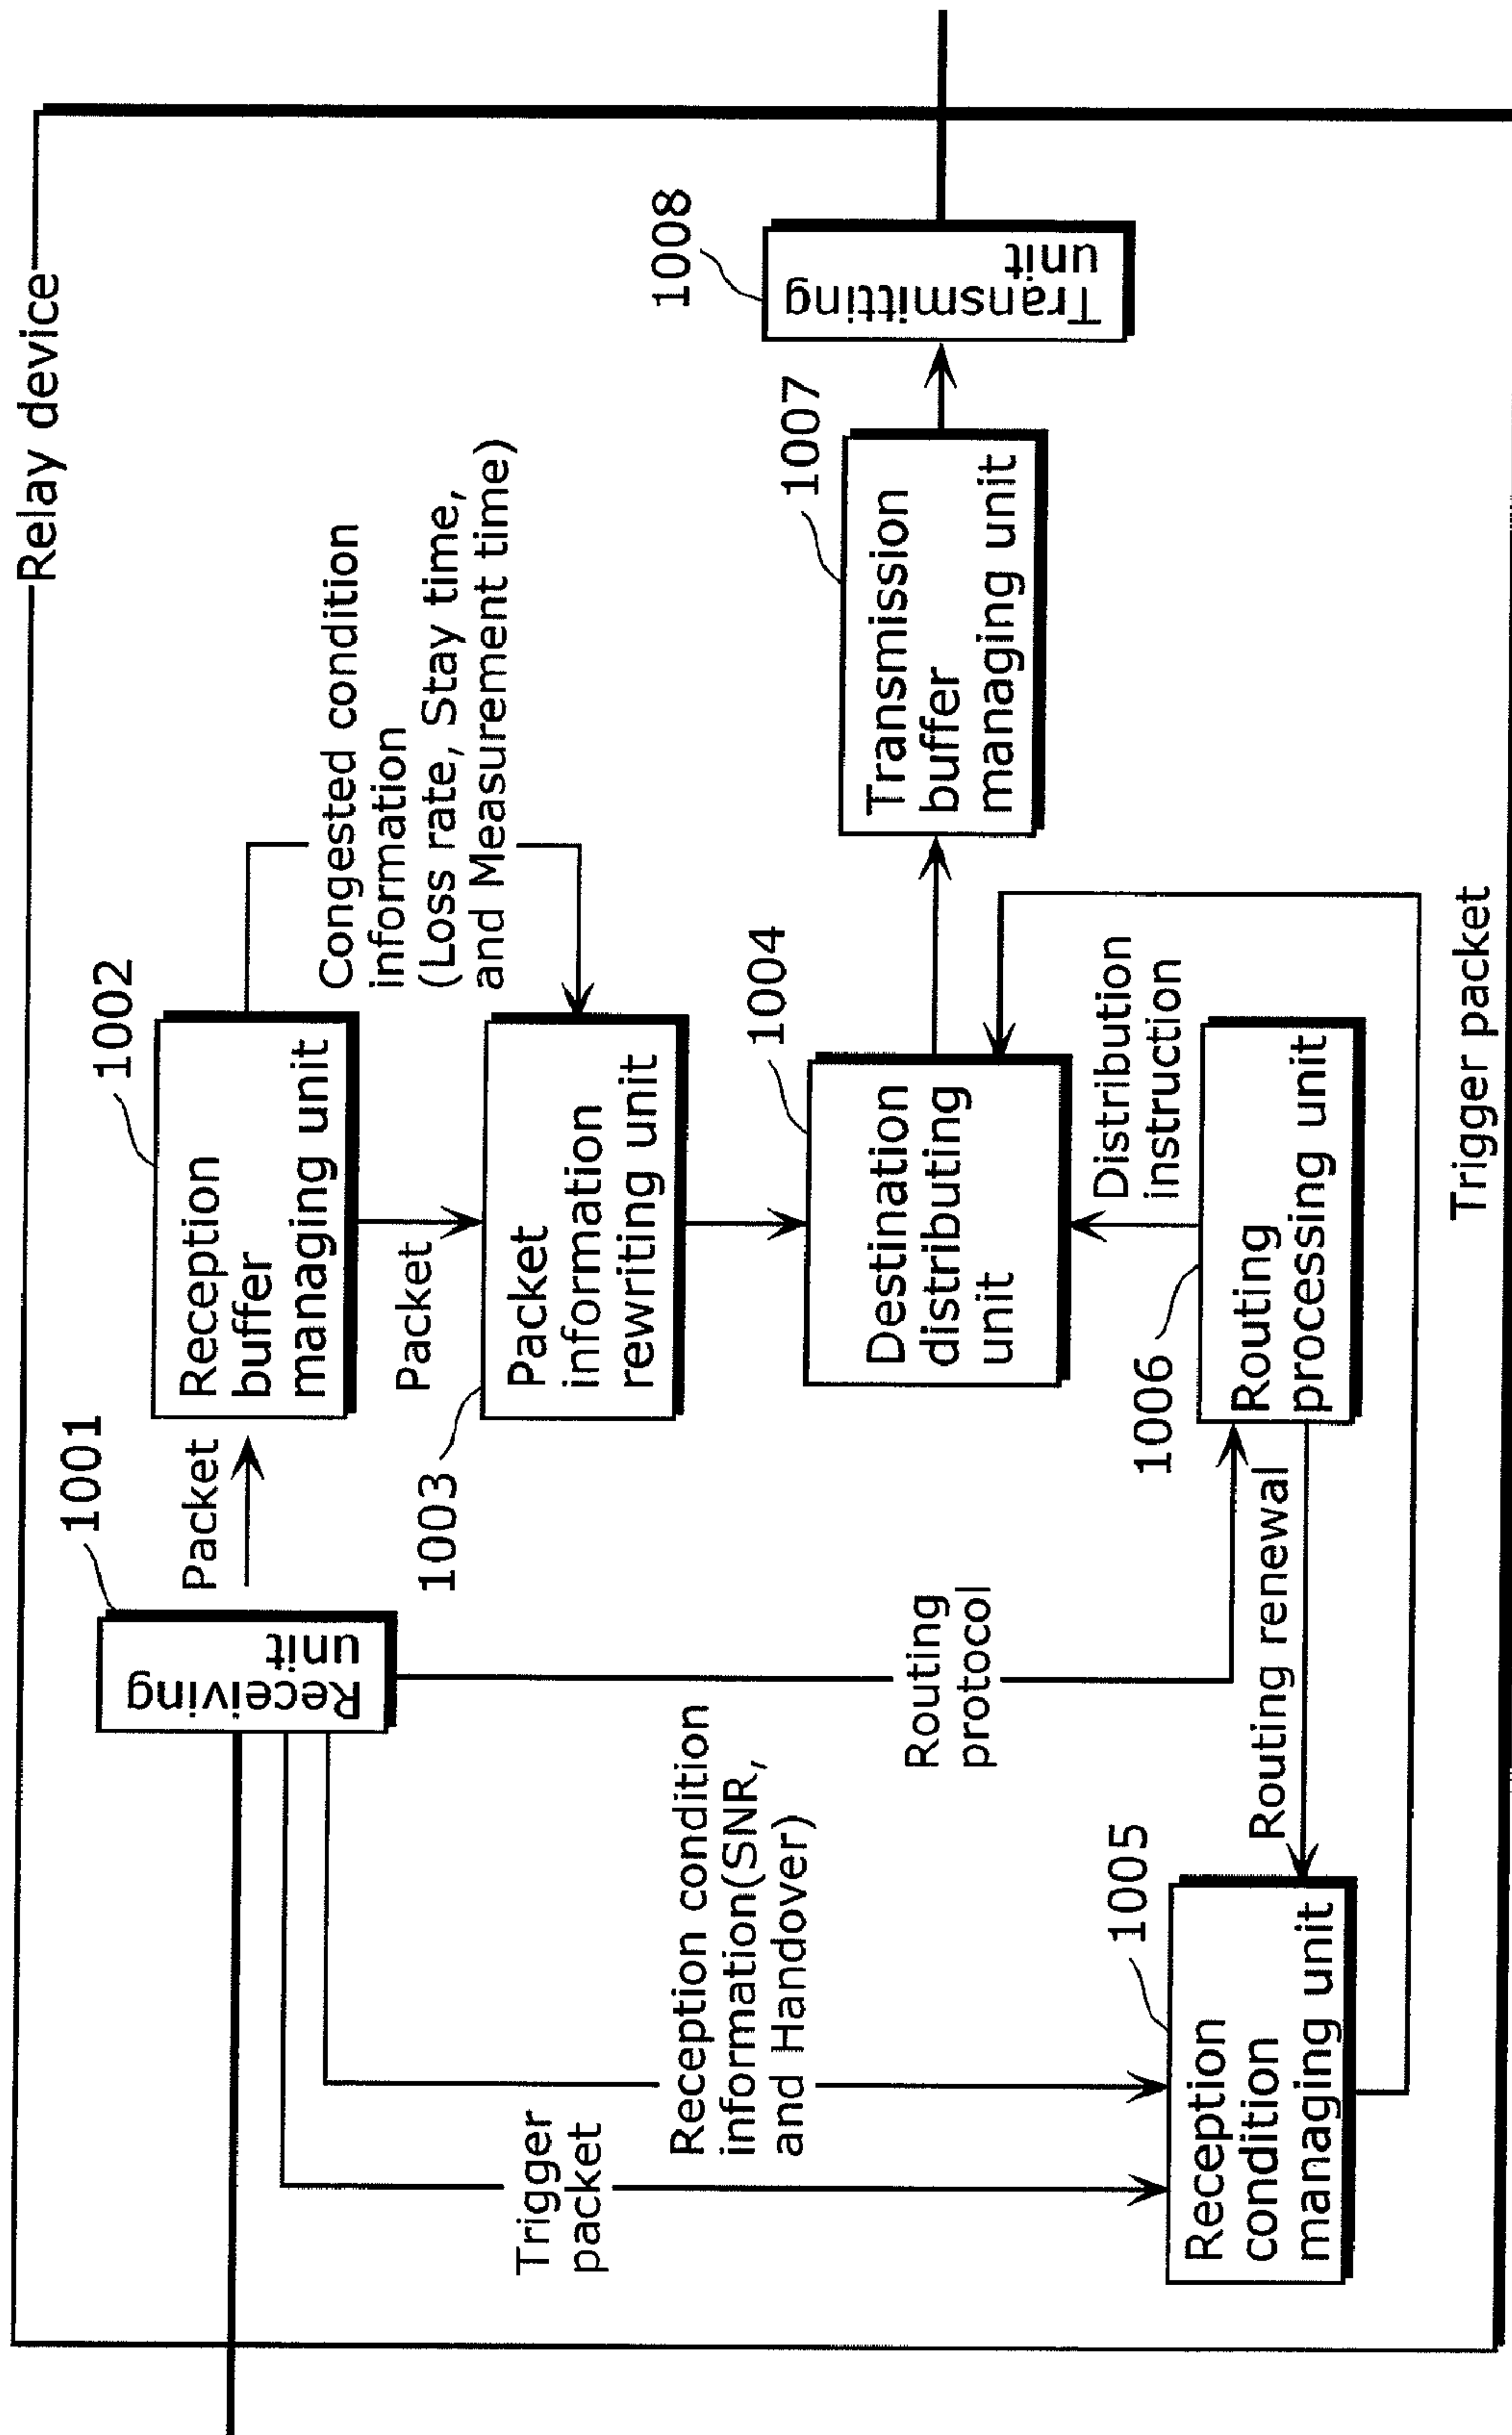 Relay device
1001
Receiving
unit
Packet
1002
Reception
buffer
managing unit
Congested condition
information
(Loss rate, Stay time,
and Measurement time)
Packet
1003
Packet
information
rewriting unit
1004
Destination
distributing
unit
1007
Transmission
buffer
managing unit
1008
Transmitting
unit
Trigger
packet
Reception condition
information(SNR,
and Handover)
Routing
protocol
Distribution
instruction
1005
Reception
condition
managing unit
Routing renewal
1006
Routing
processing unit
Trigger packet